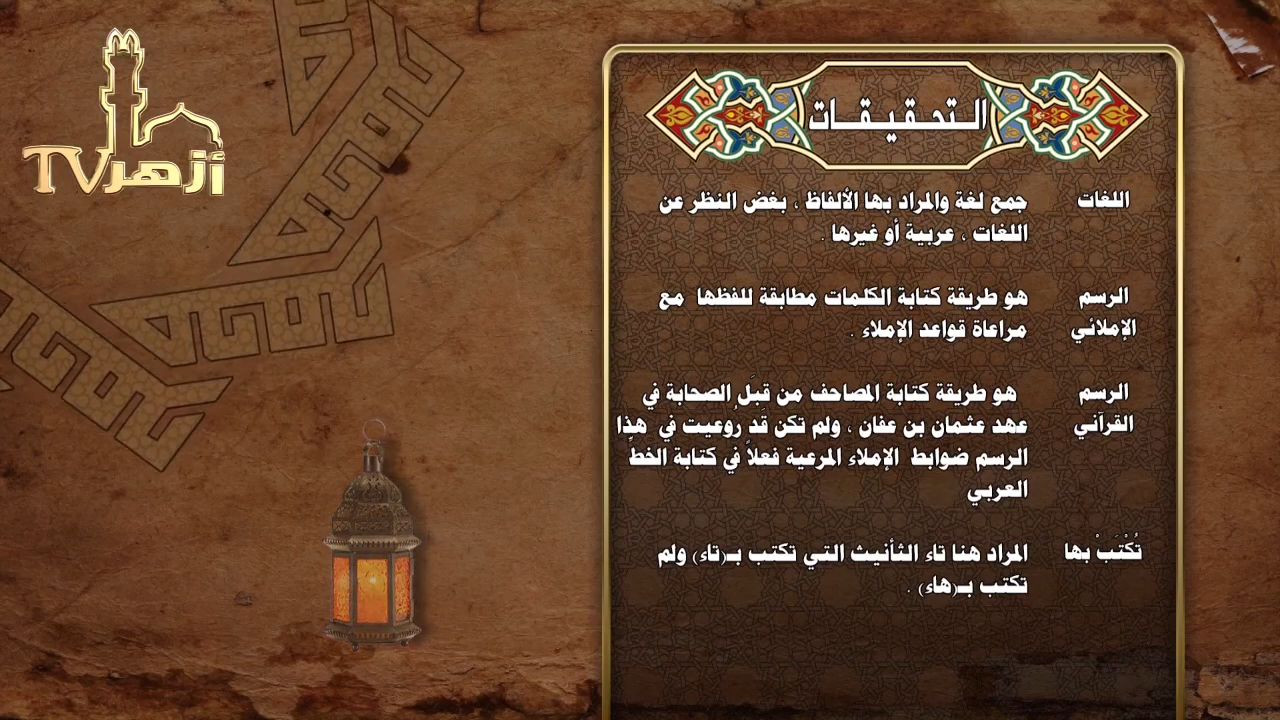 أزهر TV
التحقيقات
اللغات جمع لغة والمراد بها الألفاظ ، بغض النظر عن
اللغات ، عربية أو غيرها .
الرسم هو طريقة كتابة الكلمات مطابقة للفظها مع
الإملائي مراعاة قواعد الإملاء .
الرسم هو طريقة كتابة المصاحف من قبَل الصحابة في
القرآني عهد عثمان بن عفان ، ولم تكن قد رُوعيت في هذا
الرسم ضوابط الإملاء المرعية فعلاً في كتابة الخط
العربي
تُكْتَبْ بها المراد هنا تاء الثأنيث التي تكتب بـ(تاء) ولم
تكتب بـ(هاء) .